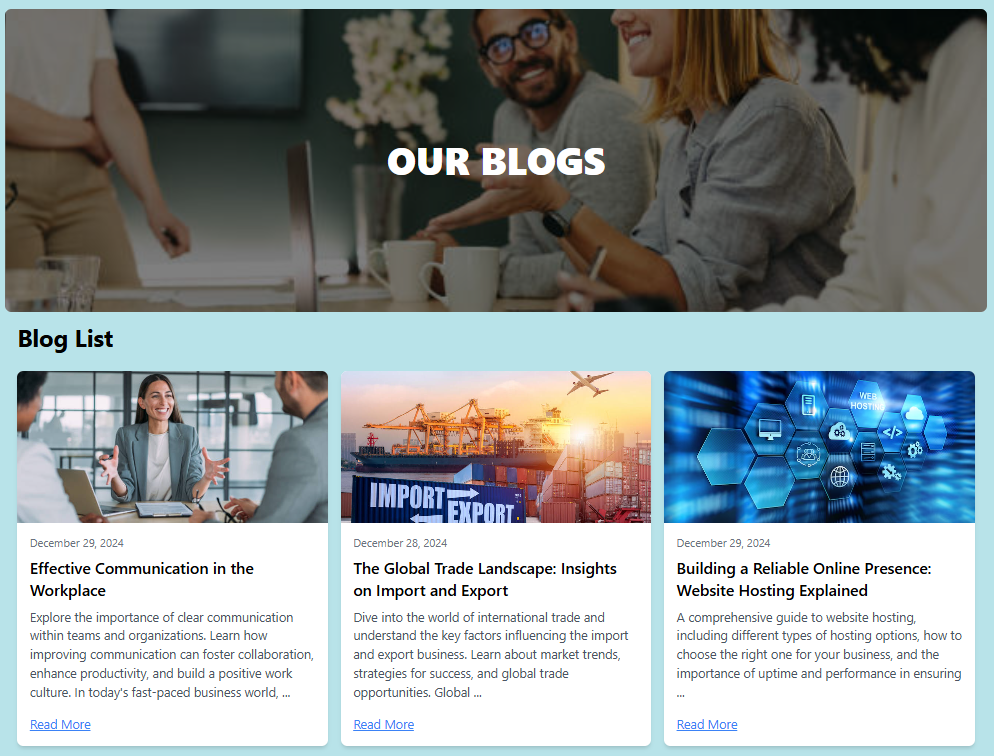 OUR BLOGS
Blog List
IMPORT
EXPORT
WEB
HOSTING
December 29, 2024
Effective Communication in the
Workplace
Explore the importance of clear communication
within teams and organizations. Learn how
improving communication can foster collaboration,
enhance productivity, and build a positive work
culture. In today's fast-paced business world, ...
Read More
December 28, 2024
The Global Trade Landscape: Insights
on Import and Export
Dive into the world of international trade and
understand the key factors influencing the import
and export business. Learn about market trends,
strategies for success, and global trade
opportunities. Global ...
Read More
December 29, 2024
Building a Reliable Online Presence:
Website Hosting Explained
A comprehensive guide to website hosting,
including different types of hosting options, how to
choose the right one for your business, and the
importance of uptime and performance in ensuring
...
Read More